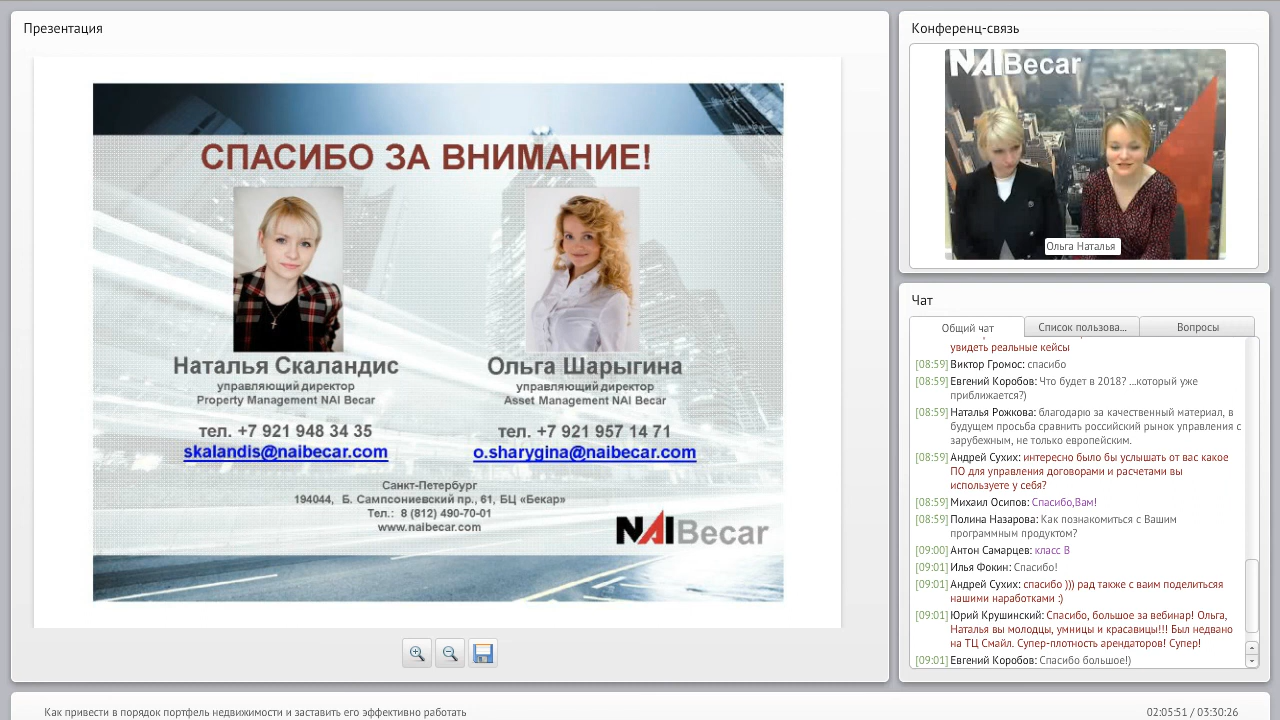 Презентация
СПАСИБО ЗА ВНИМАНИЕ!
Наталья Скаландис
управляющий директор
Property Management NAI Becar
тел. +7 921 948 34 35
skalandis@naibecar.com
Ольга Шарыгина
управляющий директор
Asset Management NAI Becar
тел. +7 921 957 14 71
o.sharygina@naibecar.com
Санкт-Петербург
194044, Б. Сампсониевский пр., 61, БЦ «Бекар»
Тел.: 8 (812) 490-70-01
www.naibecar.com
NAI Becar
Конференц-связь
NAI Becar
Ольга Наталья
Чат
Общий чат
Список пользова...
Вопросы
увидеть реальные кейсы
[08:59] Виктор Громос: спасибо
[08:59] Евгений Коробов: Что будет в 2018? ...который уже
приближается?)
[08:59] Наталья Рожкова: благодарю за качественный материал, в
будущем просьба сравнить российский рынок управления с
зарубежным, не только европейским.
[08:59] Андрей Сухих: интересно было бы услышать от вас какое
ПО для управления договорами и расчетами вы
используете у себя?
[08:59] Михаил Осипов: Спасибо,Вам!
[08:59] Полина Назарова: Как познакомиться с Вашим
программным продуктом?
[09:00] Антон Самарцев: класс В
[09:01] Илья Фокин: Спасибо!
[09:01] Андрей Сухих: спасибо ))) рад также с ваим поделитьсяя
нашими наработками :)
[09:01] Юрий Крушинский: Спасибо, большое за вебинар! Ольга,
Наталья вы молодцы, умницы и красавицы!!! Был недвано
на ТЦ Смайл. Супер-плотность арендаторов! Супер!
[09:01] Евгений Коробов: Спасибо большое!)
Как привести в порядок портфель недвижимости и заставить его эффективно работать
02:05:51 / 03:30:26